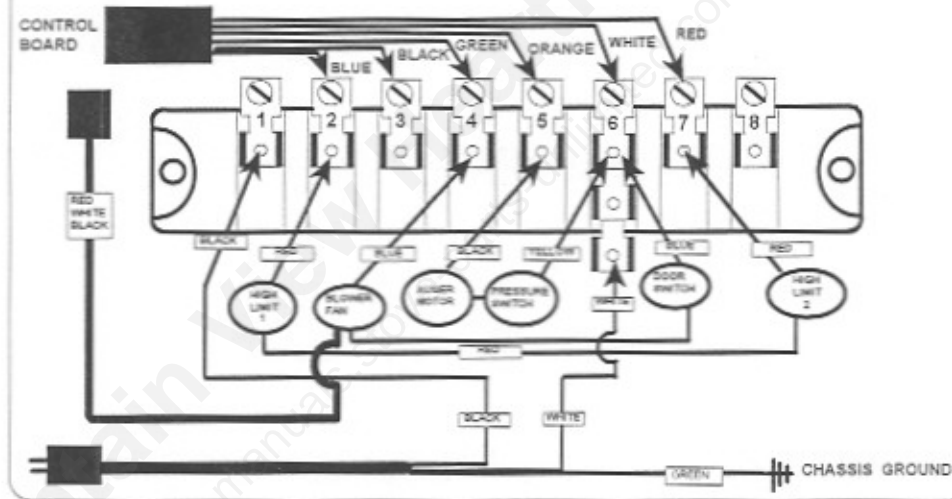 CONTROL
BOARD
BLUE
BLACK
GREEN
ORANGE
WHITE
RED
1 2 3 4 5 6 7 8
RED
WHITE
BLACK
BLACK
RED
BLUE
BLACK
YELLOW
WHITE
BLUE
RED
HIGH
LIMIT
1
BLOWER
FAN
AUGER
MOTOR
PRESSURE
SWITCH
DOOR
SWITCH
HIGH
LIMIT
2
RED
BLACK
WHITE
GREEN
CHASSIS GROUND